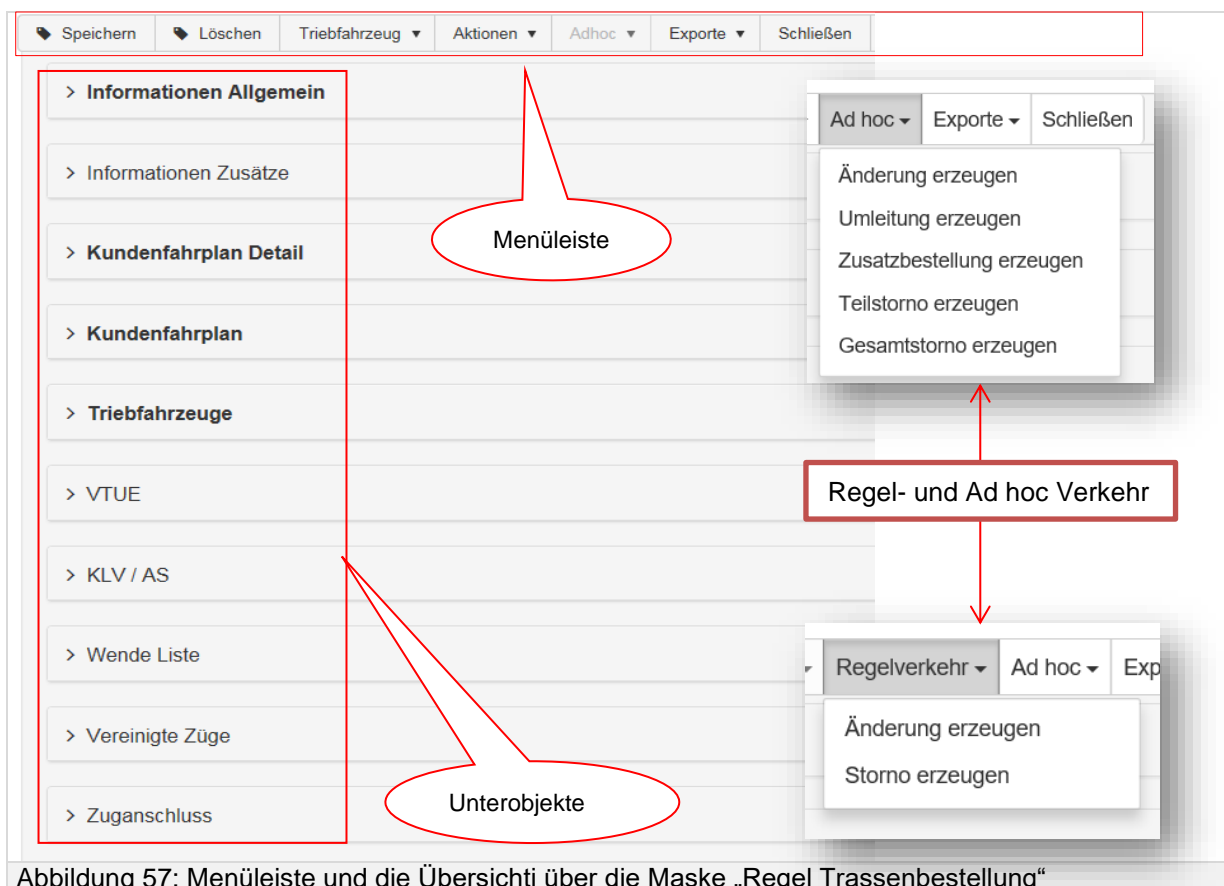 Speichern Löschen Triebfahrzeug Aktionen Adhoc Exporte Schließen
> Informationen Allgemein
> Informationen Zusätze
> Kundenfahrplan Detail
> Kundenfahrplan
> Triebfahrzeuge
> VTUE
> KLV / AS
> Wende Liste
> Vereinigte Züge
> Zuganschluss
Menüleiste
Unterobjekte
Ad hoc Exporte Schließen
Änderung erzeugen
Umleitung erzeugen
Zusatzbestellung erzeugen
Teilstorno erzeugen
Gesamtstorno erzeugen
Regel- und Ad hoc Verkehr
Regelverkehr Ad hoc Exp
Änderung erzeugen
Storno erzeugen
Abbildung 57: Menüleiste und die Übersichti über die Maske „Regel Trassenbestellung“